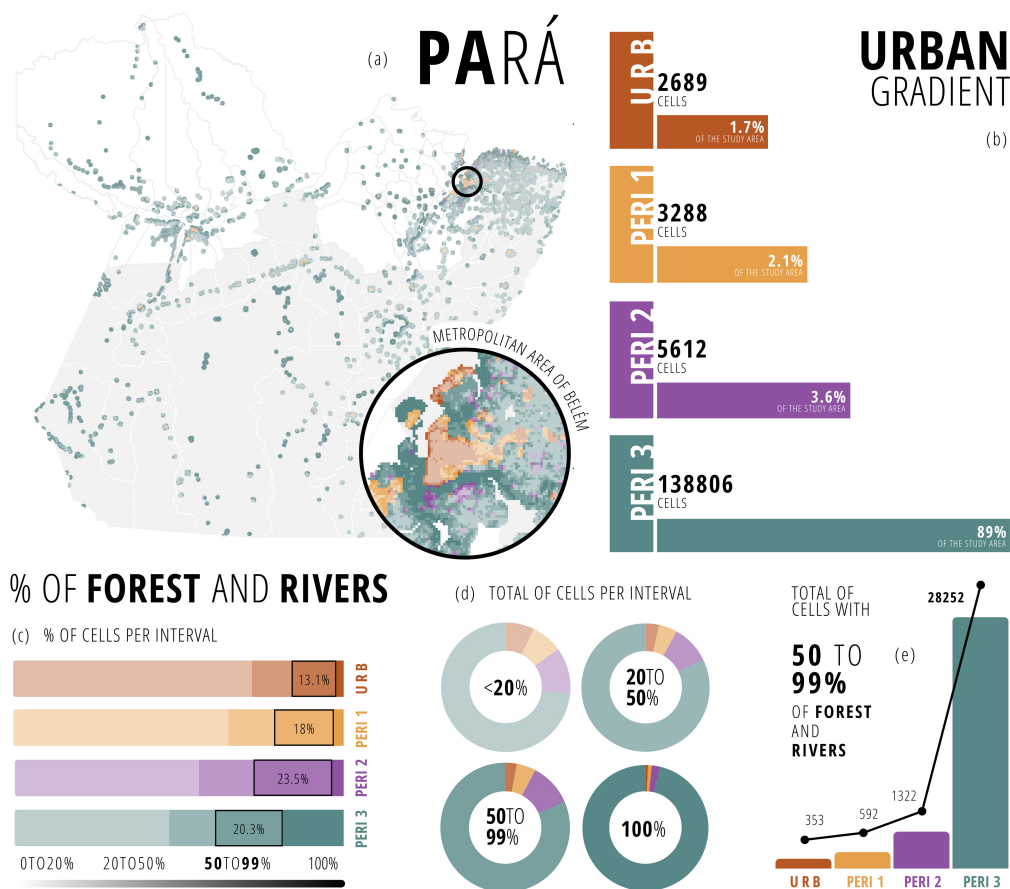 (a) PARÁ
METROPOLITAN AREA OF BELÉM
URBAN
GRADIENT
(b)
URB
2689
CELLS
1.7%
OF THE STUDY AREA
PERI 1
3288
CELLS
2.1%
OF THE STUDY AREA
PERI 2
5612
CELLS
3.6%
OF THE STUDY AREA
PERI 3
138806
CELLS
89%
OF THE STUDY AREA
% OF FOREST AND RIVERS
(c) % OF CELLS PER INTERVAL
13.1%
URB
18%
PERI 1
23.5%
PERI 2
20.3%
PERI 3
0TO20% 20TO50% 50TO99% 100%
(d) TOTAL OF CELLS PER INTERVAL
<20%
20TO
50%
50TO
99%
100%
TOTAL OF
CELLS WITH
50 TO
99%
OF FOREST
AND
RIVERS
(e)
353
592
1322
28252
URB PERI 1 PERI 2 PERI 3